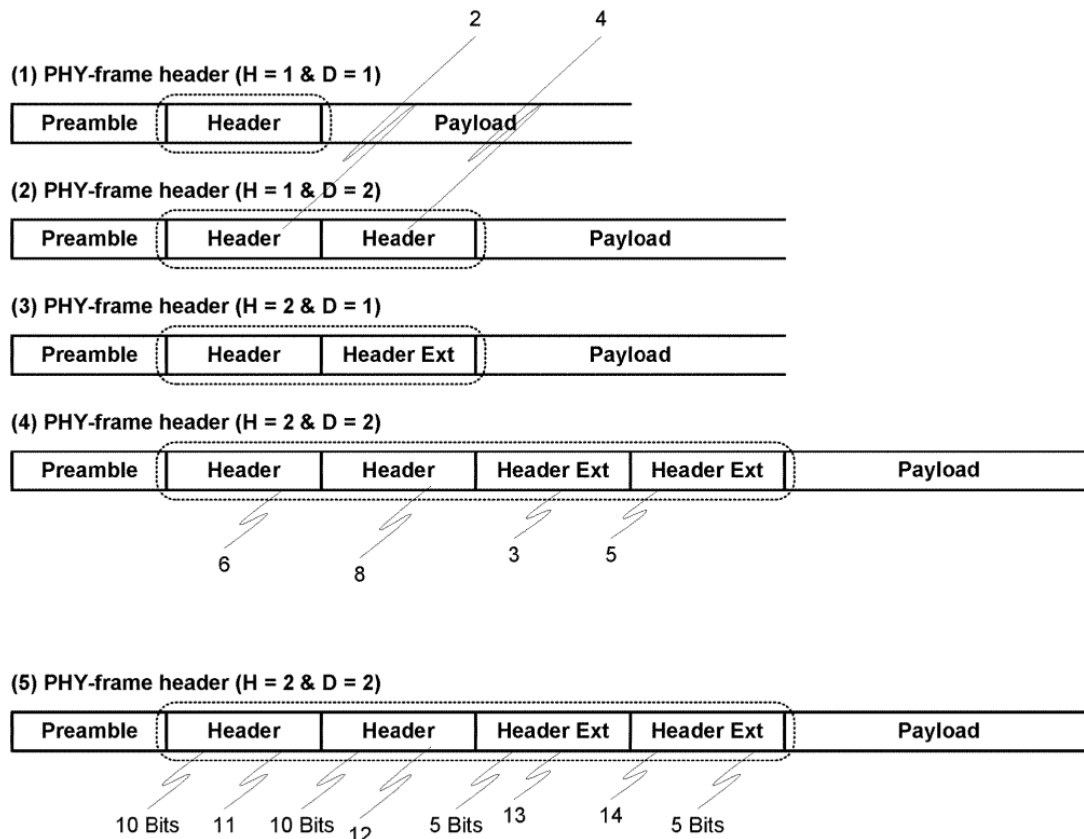 2 4
(1) PHY-frame header (H = 1 & D = 1)
Preamble Header Payload
(2) PHY-frame header (H = 1 & D = 2)
Preamble Header Header Payload
(3) PHY-frame header (H = 2 & D = 1)
Preamble Header Header Ext Payload
(4) PHY-frame header (H = 2 & D = 2)
Preamble Header Header Header Ext Header Ext Payload
6 8 3 5
(5) PHY-frame header (H = 2 & D = 2)
Preamble Header Header Header Ext Header Ext Payload
10 Bits 11 10 Bits 12 5 Bits 13 14 5 Bits